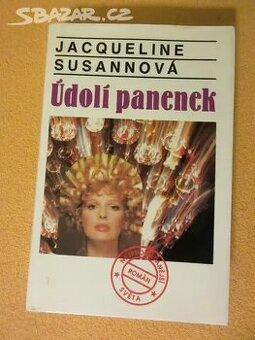 SBAZAR.CZ
JACQUELINE
SUSANNOVÁ
Údolí panenek
ROMÁN
SVĚTA